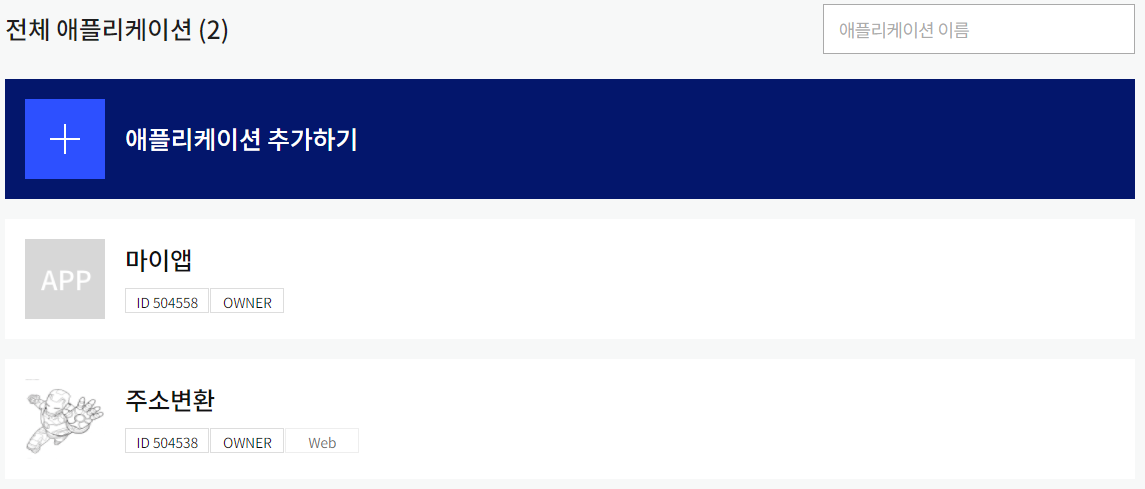 전체 애플리케이션 (2)
애플리케이션 이름
애플리케이션 추가하기
APP
마이앱
ID 504558 OWNER
주소변환
ID 504538 OWNER Web